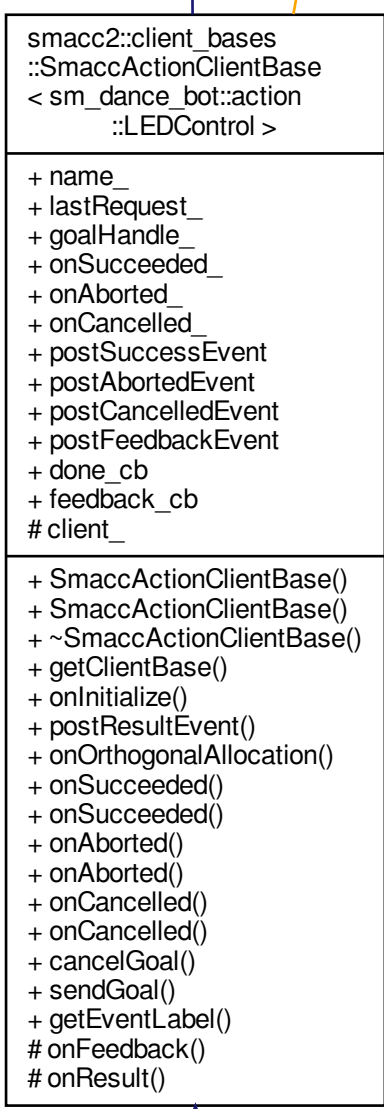 smacc2::client_bases
::SmaccActionClientBase
< sm_dance_bot::action
::LEDControl >
+ name_
+ lastRequest_
+ goalHandle_
+ onSucceeded_
+ onAborted_
+ onCancelled_
+ postSuccessEvent
+ postAbortedEvent
+ postCancelledEvent
+ postFeedbackEvent
+ done_cb
+ feedback_cb
# client_
+ SmaccActionClientBase()
+ SmaccActionClientBase()
+ ~SmaccActionClientBase()
+ getClientBase()
+ onInitialize()
+ postResultEvent()
+ onOrthogonalAllocation()
+ onSucceeded()
+ onSucceeded()
+ onAborted()
+ onAborted()
+ onCancelled()
+ onCancelled()
+ cancelGoal()
+ sendGoal()
+ getEventLabel()
# onFeedback()
# onResult()